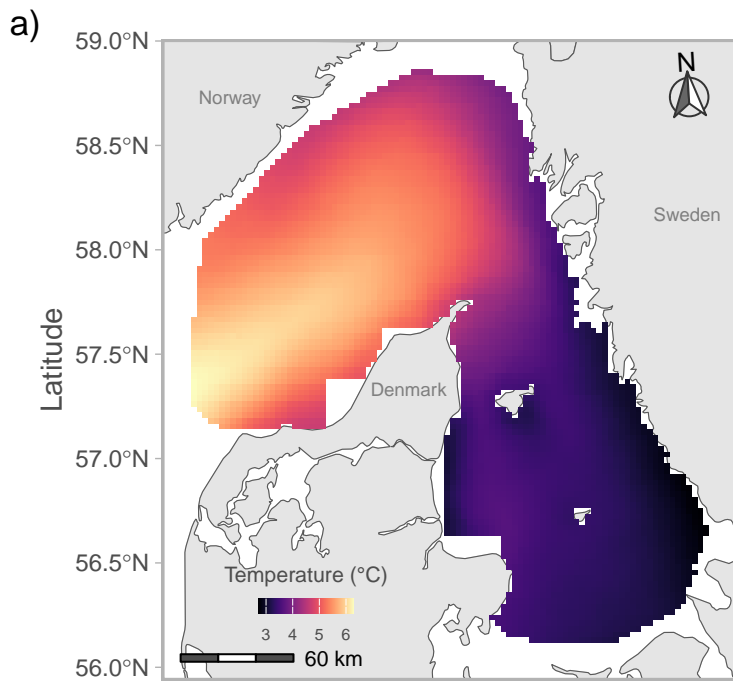 a)
59.0°N
58.5°N
58.0°N
57.5°N
57.0°N
56.5°N
56.0°N
Latitude
N
Norway
Sweden
Denmark
Temperature (°C)
3 4 5 6
60 km